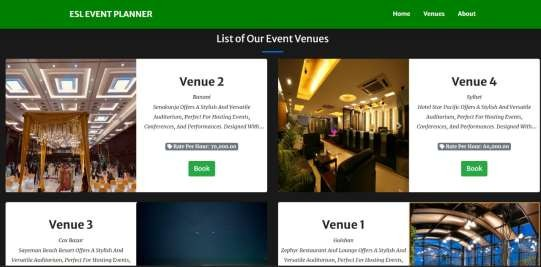 ESL EVENT PLANNER
Home Venues About
List of Our Event Venues
Venue 2
Banani
Senakunja Offers A Stylish And Versatile
Auditorium, Perfect For Hosting Events,
Conferences, And Performances. Designed With...
Rate Per Hour: 70,000.00
Book
Venue 4
Sylhet
Hotel Star Pacific Offers A Stylish And Versatile
Auditorium, Perfect For Hosting Events,
Conferences, And Performances. Designed With...
Rate Per Hour: 60,000.00
Book
Venue 3
Cox Bazar
Sayeman Beach Resort Offers A Stylish And
Versatile Auditorium, Perfect For Hosting Events,
Venue 1
Gulshan
Zephyr Restaurant And Lounge Offers A Stylish And
Versatile Auditorium, Perfect For Hosting Events,